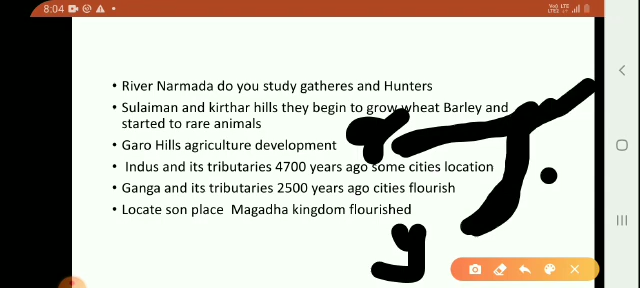 8:04
• River Narmada do you study gatheres and Hunters
• Sulaiman and kirthar hills they begin to grow wheat Barley and
started to rare animals
• Garo Hills agriculture development
• Indus and its tributaries 4700 years ago some cities location
• Ganga and its tributaries 2500 years ago cities flourish
• Locate son place Magadha kingdom flourished